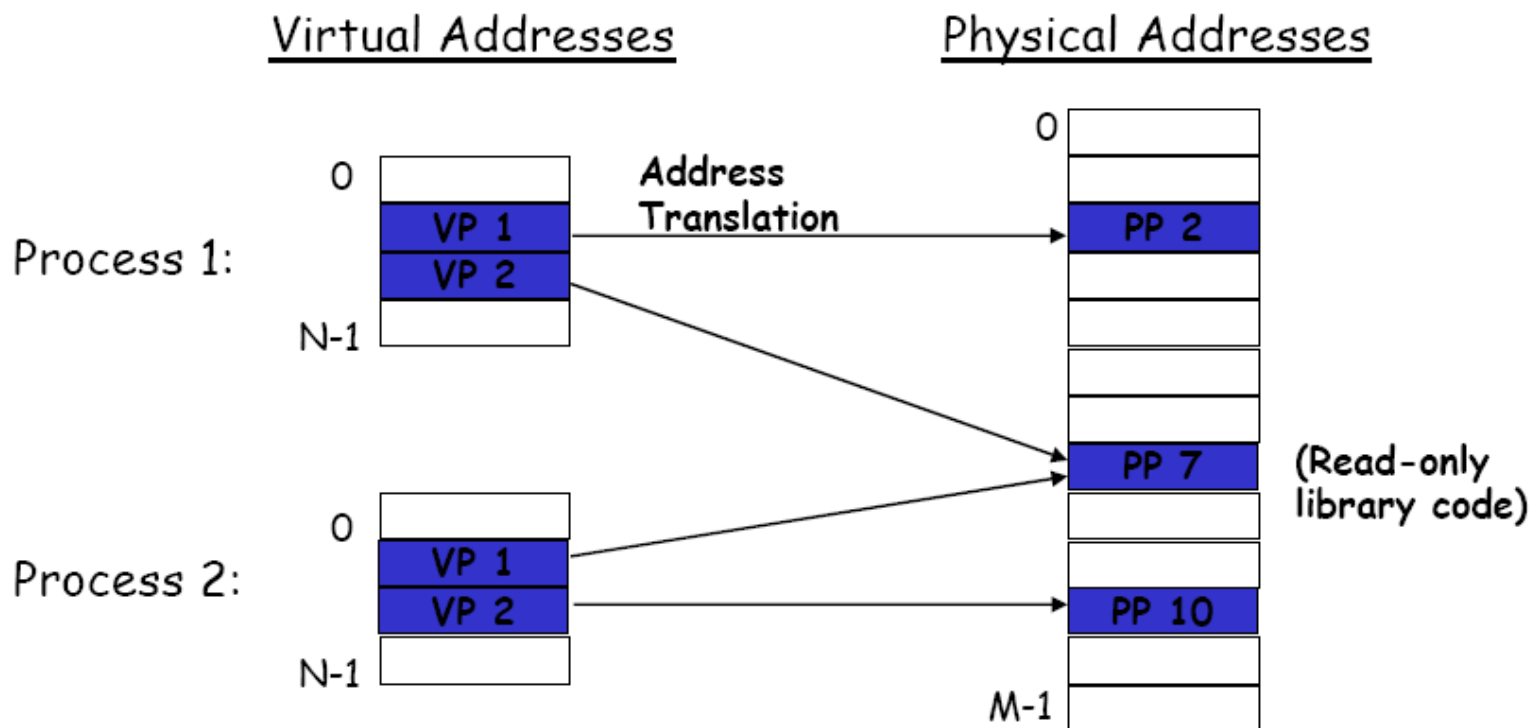 Virtual Addresses
Physical Addresses
0
0
Address
Translation
VP 1
PP 2
Process 1:
VP 2
N-1
PP 7
(Read-only
library code)
0
VP 1
Process 2:
VP 2
PP 10
N-1
M-1